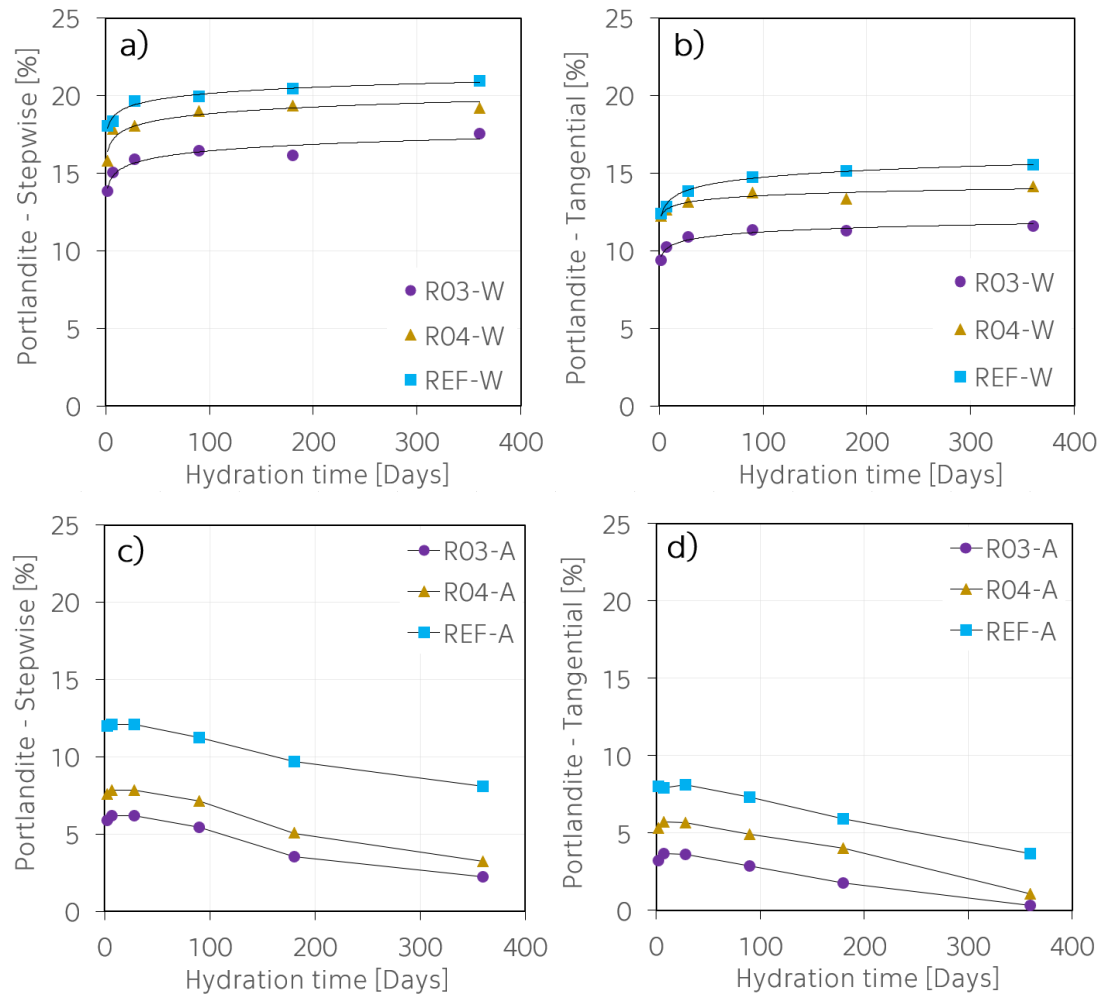 a)
Portlandite - Stepwise [%]
25
20
15
10
5
0
R03-W
R04-W
REF-W
0 100 200 300 400
Hydration time [Days]
b)
Portlandite - Tangential [%]
25
20
15
10
5
0
R03-W
R04-W
REF-W
0 100 200 300 400
Hydration time [Days]
c)
Portlandite - Stepwise [%]
25
20
15
10
5
0
R03-A
R04-A
REF-A
0 100 200 300 400
Hydration time [Days]
d)
Portlandite - Tangential [%]
25
20
15
10
5
0
R03-A
R04-A
REF-A
0 100 200 300 400
Hydration time [Days]